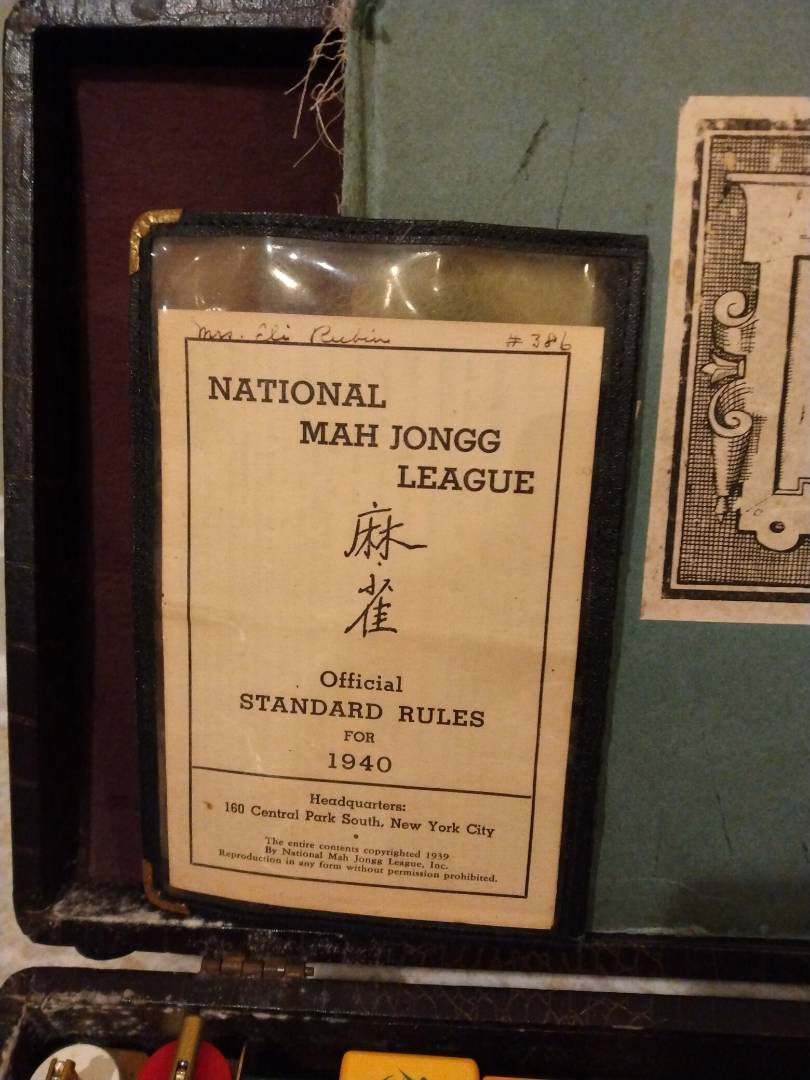 Mrs. Eli Rubin # 386
NATIONAL
MAH JONGG
LEAGUE
麻
雀
Official
STANDARD RULES
FOR
1940
Headquarters:
160 Central Park South, New York City
The entire contents copyrighted 1939
By National Mah Jongg League, Inc.
Reproduction in any form without permission prohibited.